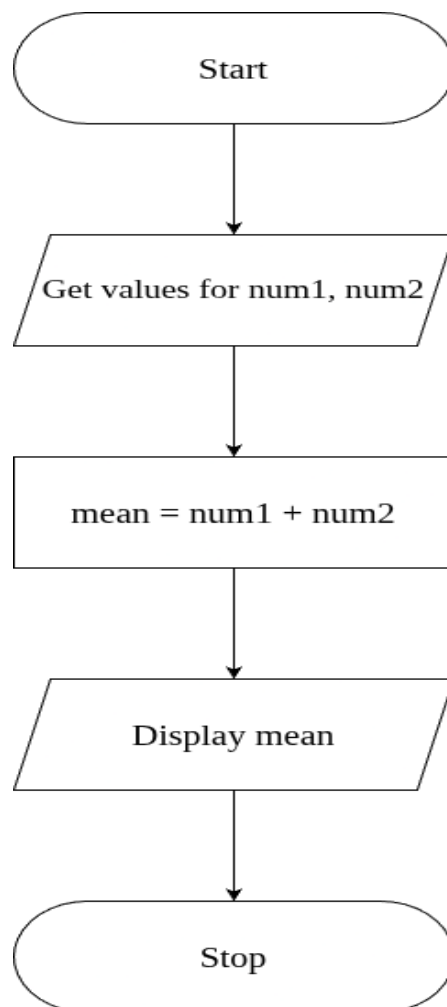 Start
Get values for num1, num2
mean = num1 + num2
Display mean
Stop